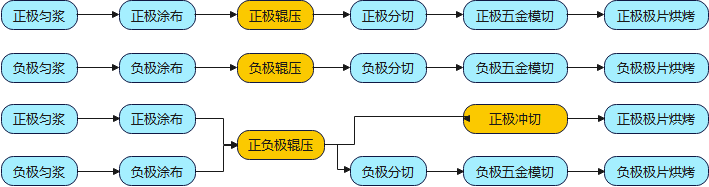 正极匀浆 正极涂布 正极辊压 正极分切 正极五金模切 正极极片烘烤
负极匀浆 负极涂布 负极辊压 负极分切 负极五金模切 负极极片烘烤
正极匀浆 正极涂布 正极冲切 正极极片烘烤
正负极辊压
负极匀浆 负极涂布 负极分切 负极五金模切 负极极片烘烤